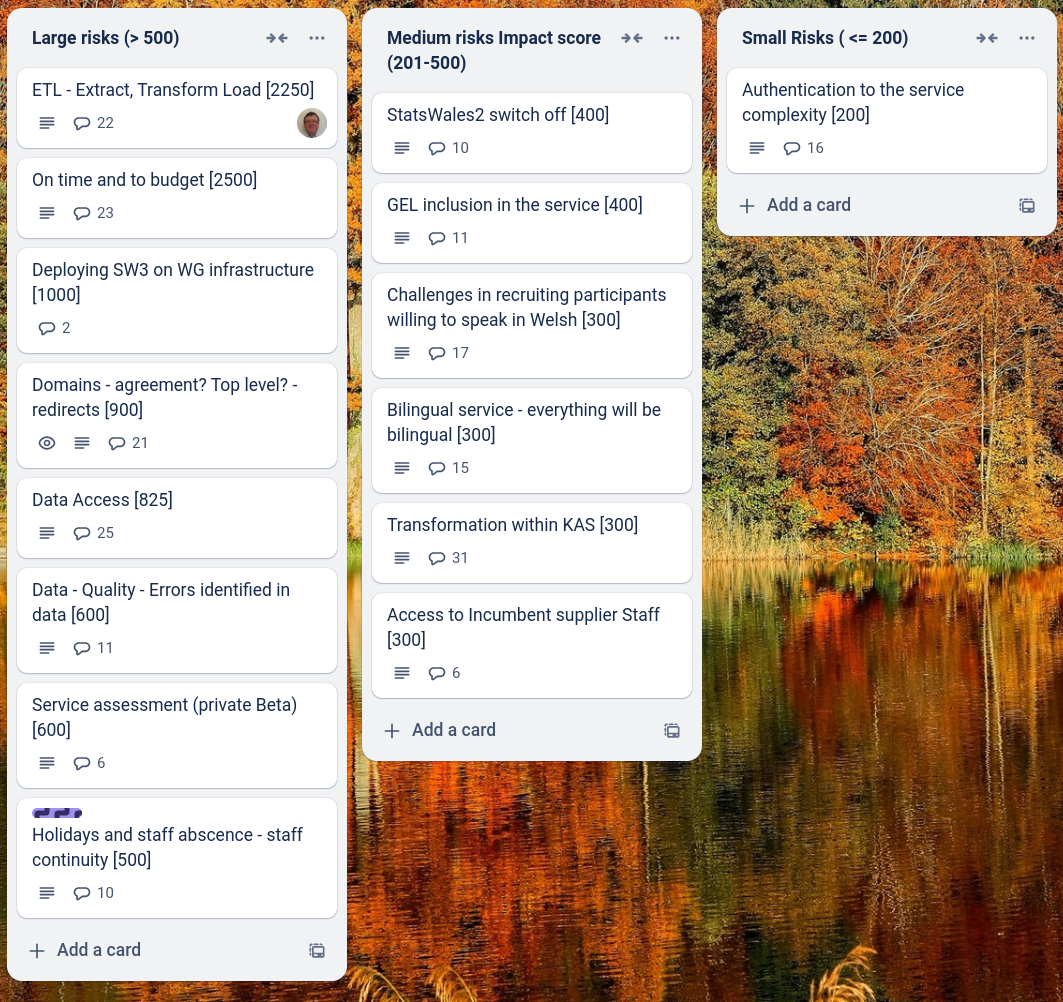 Large risks (> 500)
ETL - Extract, Transform Load [2250]
22
On time and to budget [2500]
23
Deploying SW3 on WG infrastructure
[1000]
2
Domains - agreement? Top level? -
redirects [900]
21
Data Access [825]
25
Data - Quality - Errors identified in
data [600]
11
Service assessment (private Beta)
[600]
6
Holidays and staff abscence - staff
continuity [500]
10
Add a card
Medium risks Impact score
(201-500)
StatsWales2 switch off [400]
10
GEL inclusion in the service [400]
11
Challenges in recruiting participants
willing to speak in Welsh [300]
17
Bilingual service - everything will be
bilingual [300]
15
Transformation within KAS [300]
31
Access to Incumbent supplier Staff
[300]
6
Add a card
Small Risks ( <= 200)
Authentication to the service
complexity [200]
16
Add a card